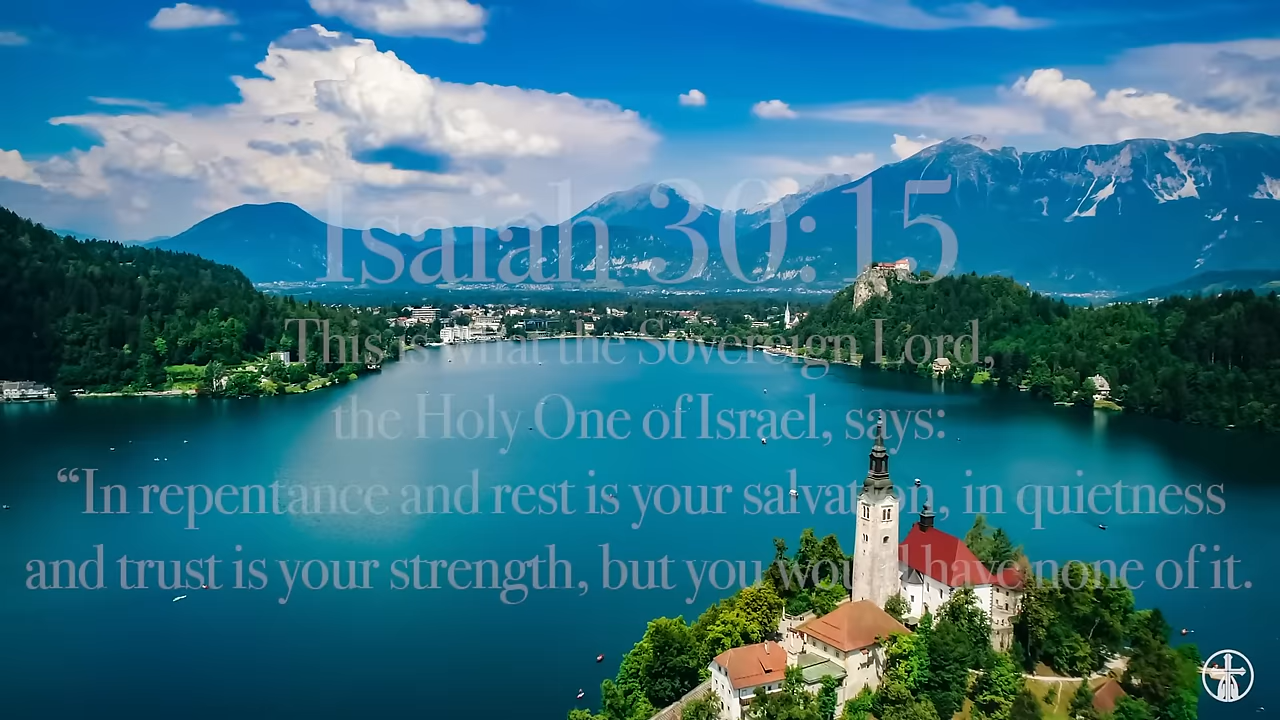 Isaiah 30:15
This is what the Sovereign Lord,
the Holy One of Israel, says:
“In repentance and rest is your salvation, in quietness
and trust is your strength, but you would have none of it.